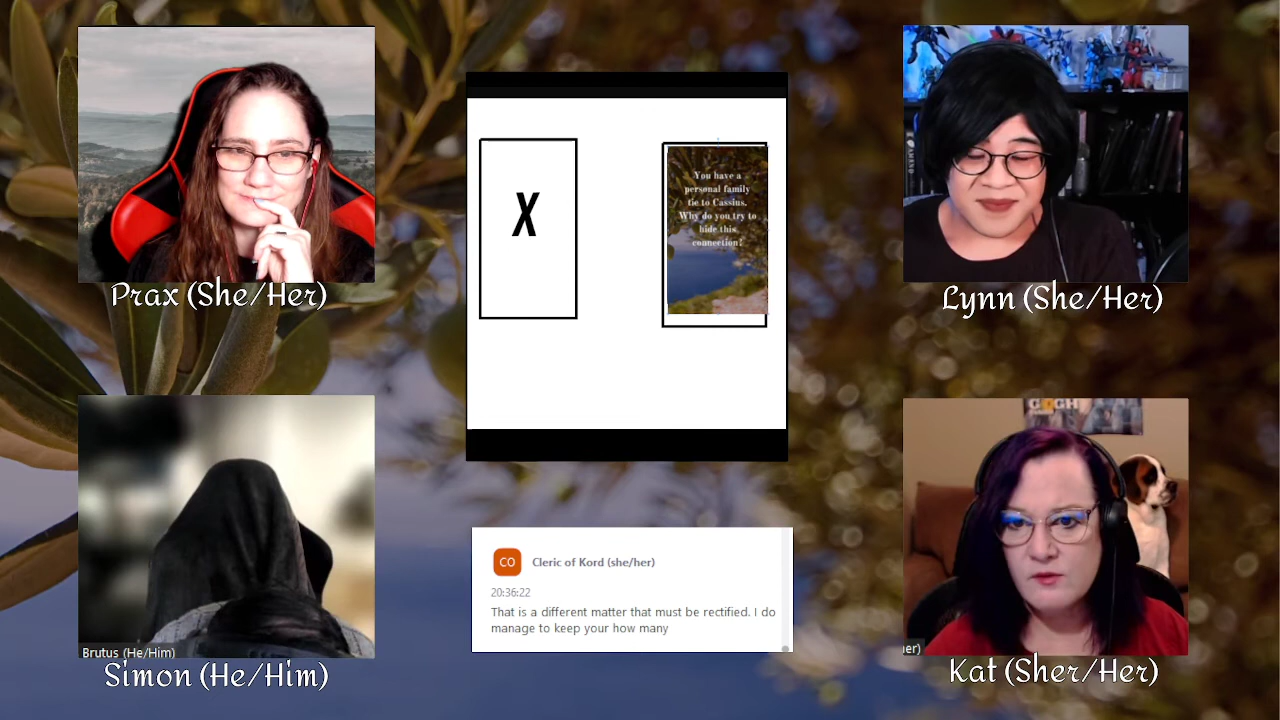 Prax (She/Her)
X
You have a
personal family
tie to Cassius.
Why do you try to
hide this
connection?
Lynn (She/Her)
Brutus (He/Him)
Simon (He/Him)
CO
Cleric of Kord (she/her)
20:36:22
That is a different matter that must be rectified. I do
manage to keep your how many
GOGH
her)
Kat (Sher/Her)